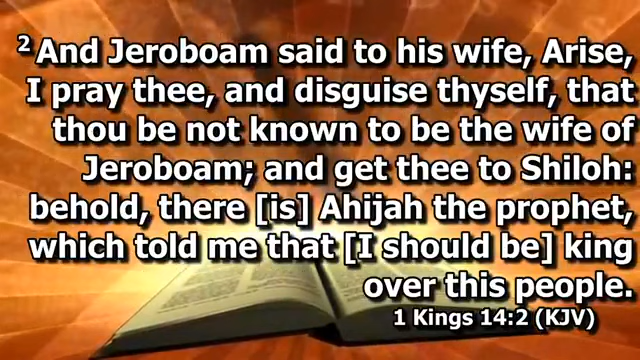 2 And Jeroboam said to his wife, Arise,
I pray thee, and disguise thyself, that
thou be not known to be the wife of
Jeroboam; and get thee to Shiloh:
behold, there [is] Ahijah the prophet,
which told me that [I should be] king
over this people.
1 Kings 14:2 (KJV)